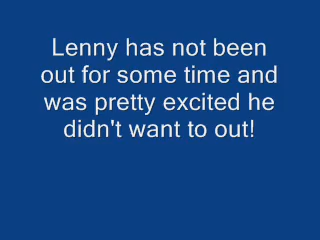 Lenny has not been
out for some time and
was pretty excited he
didn't want to out!